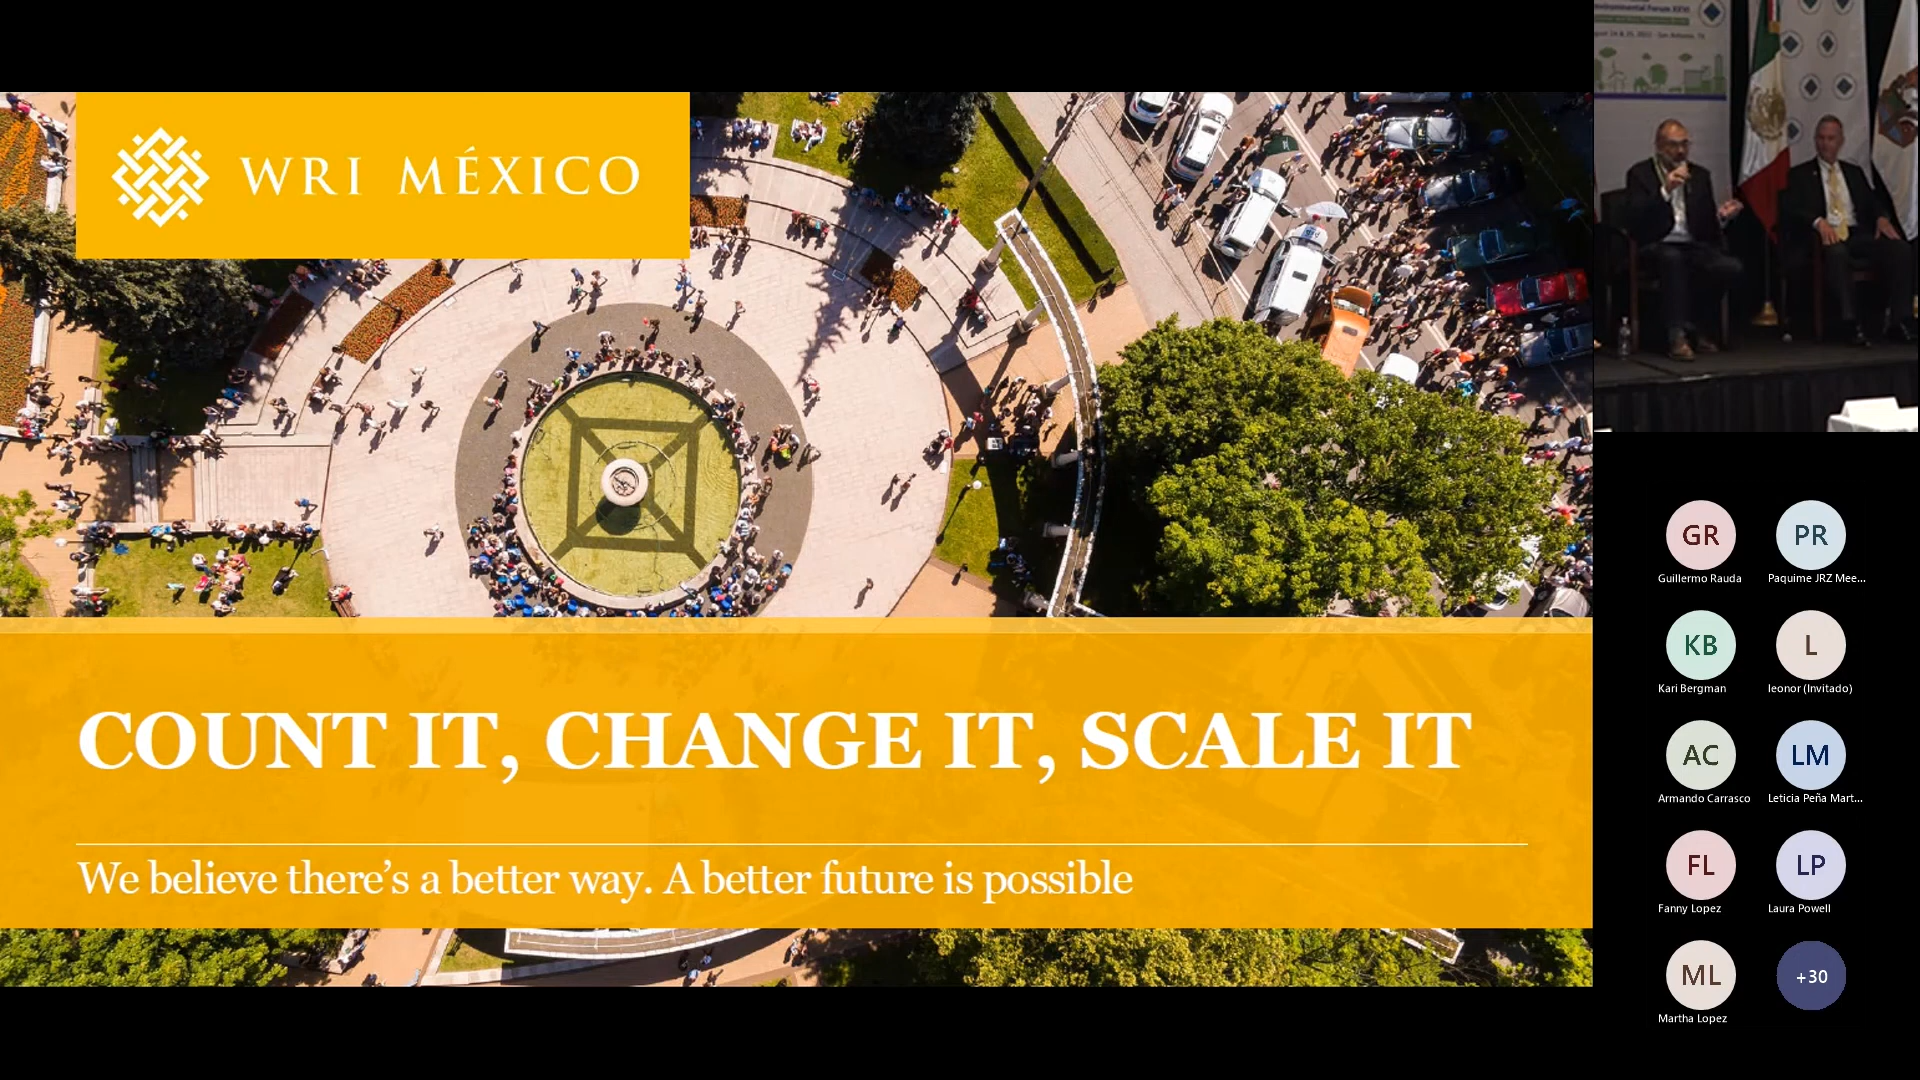 WRI MÉXICO
COUNT IT, CHANGE IT, SCALE IT
We believe there's a better way. A better future is possible
GR
PR
Guillermo Rauda
Paquime JRZ Mee...
KB
L
Kari Bergman
leonor (Invitado)
AC
LM
Armando Carrasco
Leticia Peña Mart...
FL
LP
Fanny Lopez
Laura Powell
ML
+30
Martha Lopez